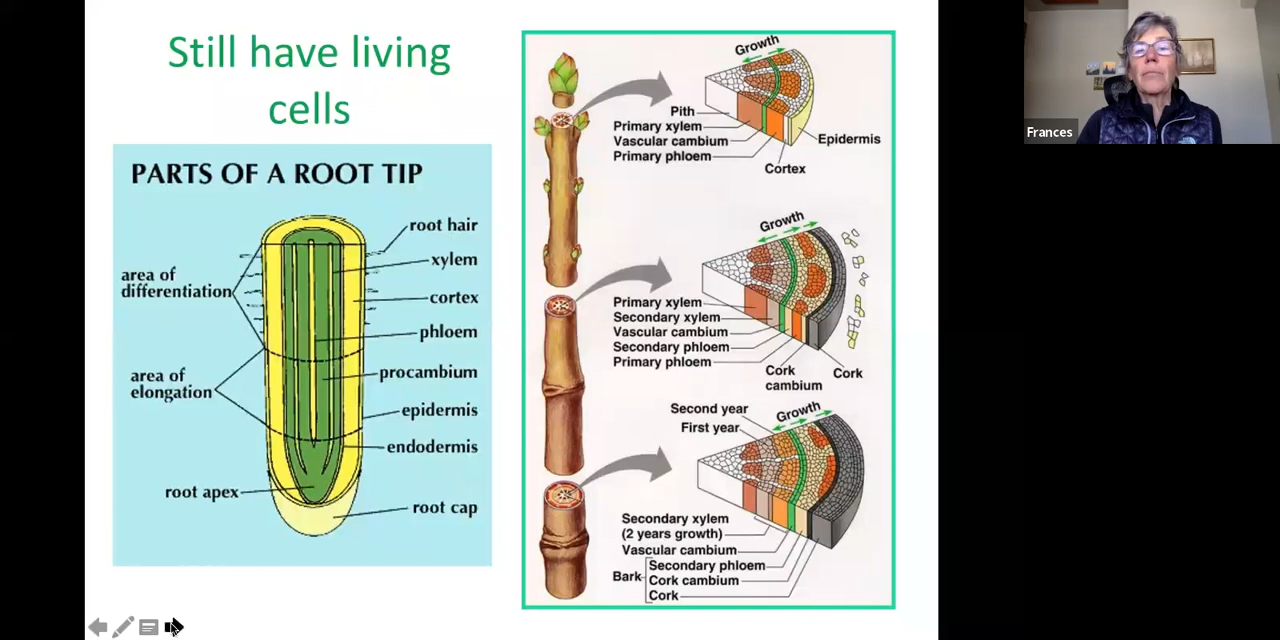 Still have living
cells
PARTS OF A ROOT TIP
root hair
xylem
area of
differentiation
cortex
phloem
area of
elongation
procambium
epidermis
endodermis
root apex
root cap
Growth
Pith
Primary xylem
Vascular cambium
Primary phloem
Epidermis
Cortex
Growth
Primary xylem
Secondary xylem
Vascular cambium
Secondary phloem
Primary phloem
Cork
cambium
Cork
Second year
First year
Growth
Secondary xylem
(2 years growth)
Vascular cambium
Bark
Secondary phloem
Cork cambium
Cork
Frances